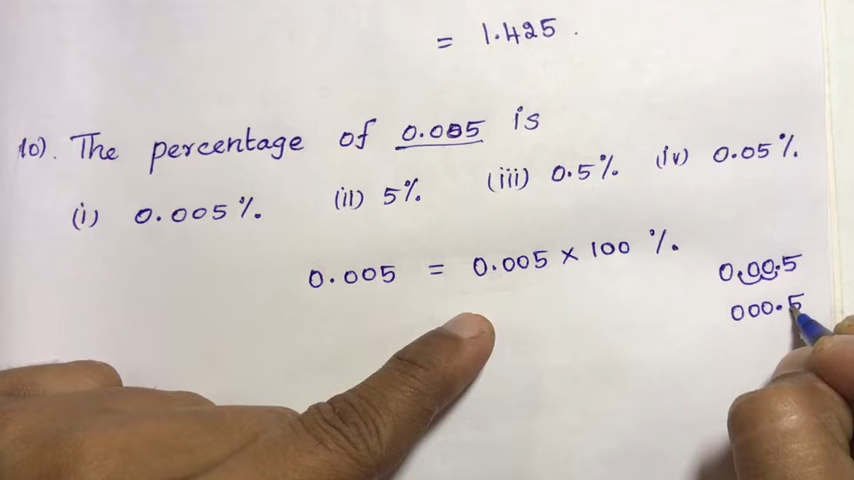 = 1.425 .
10). The percentage of 0.005 is
(i) 0.005 %. (ii) 5 %. (iii) 0.5 %. (iv) 0.05 %.
0.005 = 0.005 × 100 %.
0.00.5
000.5